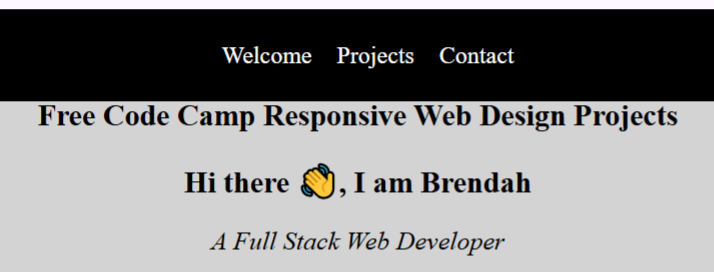 Welcome Projects Contact
Free Code Camp Responsive Web Design Projects
Hi there 👋, I am Brendah
A Full Stack Web Developer